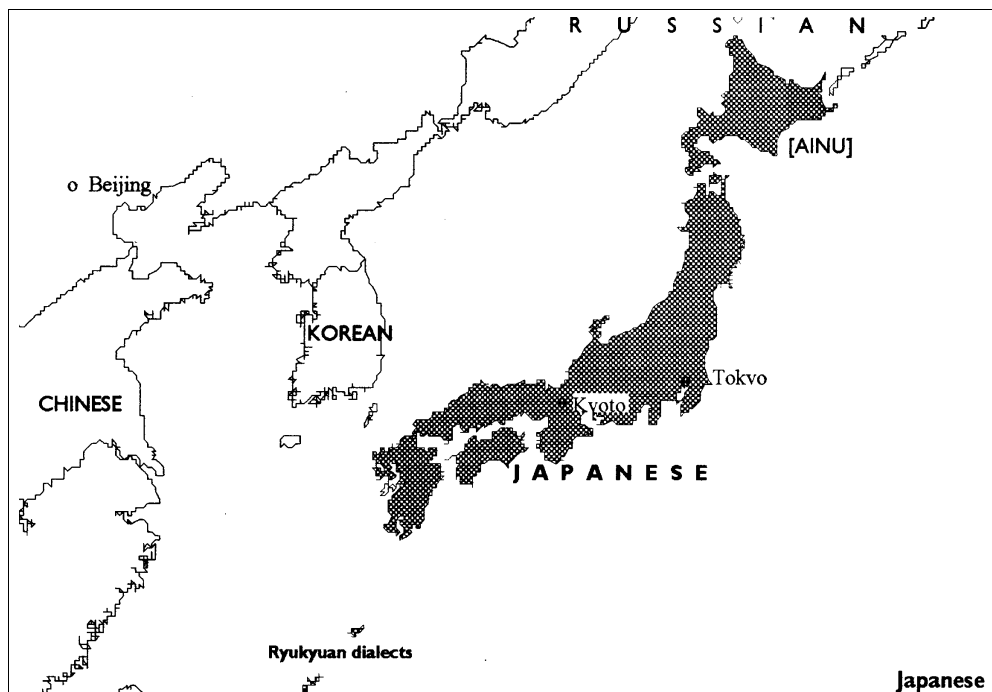 R U S S I A N
[AINU]
o Beijing
KOREAN
Tokvo
CHINESE
Kyoto
J A P A N E S E
Ryukyuan dialects
Japanese